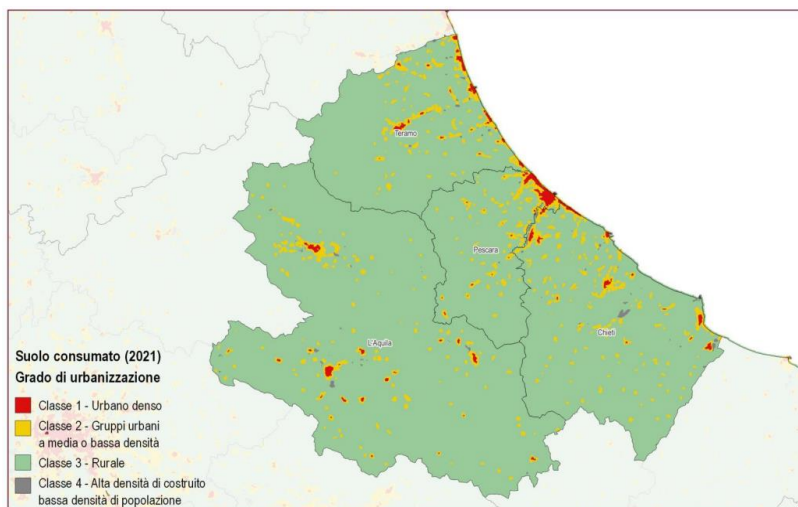 Teramo
Pescara
L'Aquila
Chieti
Suolo consumato (2021)
Grado di urbanizzazione
Classe 1 - Urbano denso
Classe 2 - Gruppi urbani
a media o bassa densità
Classe 3 - Rurale
Classe 4 - Alta densità di costruito
bassa densità di popolazione